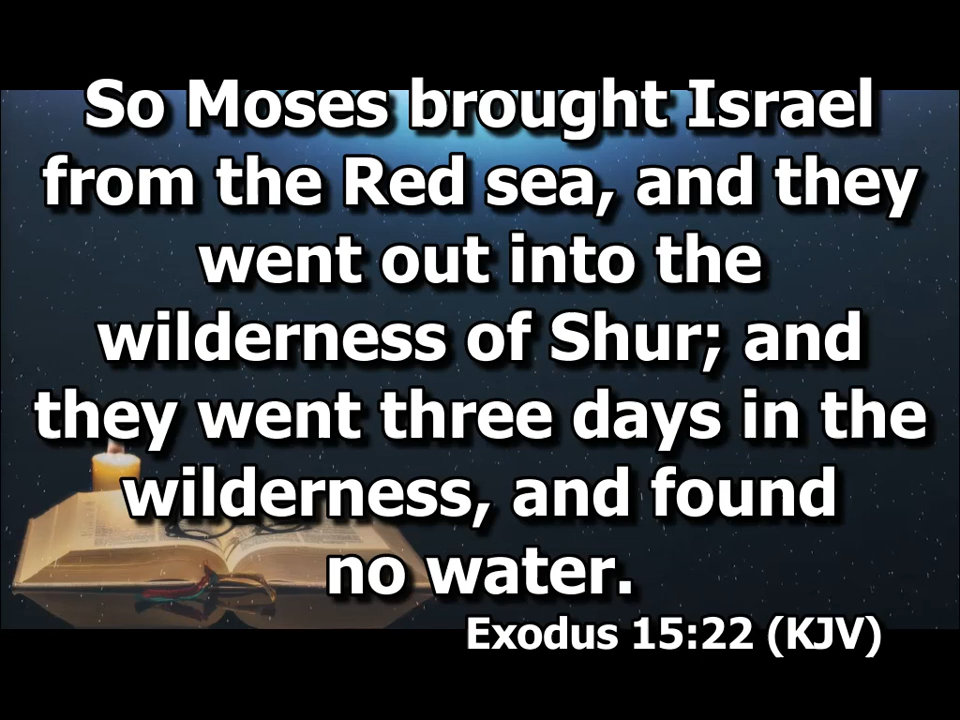 So Moses brought Israel
from the Red sea, and they
went out into the
wilderness of Shur; and
they went three days in the
wilderness, and found
no water.
Exodus 15:22 (KJV)